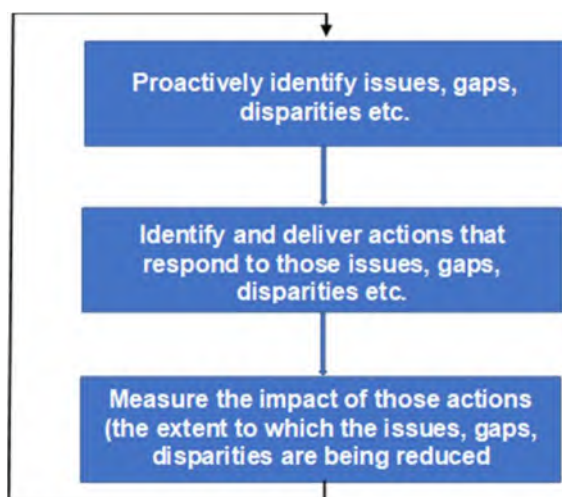 Proactively identify issues, gaps,
disparities etc.
Identify and deliver actions that
respond to those issues, gaps,
disparities etc.
Measure the impact of those actions
(the extent to which the issues, gaps,
disparities are being reduced